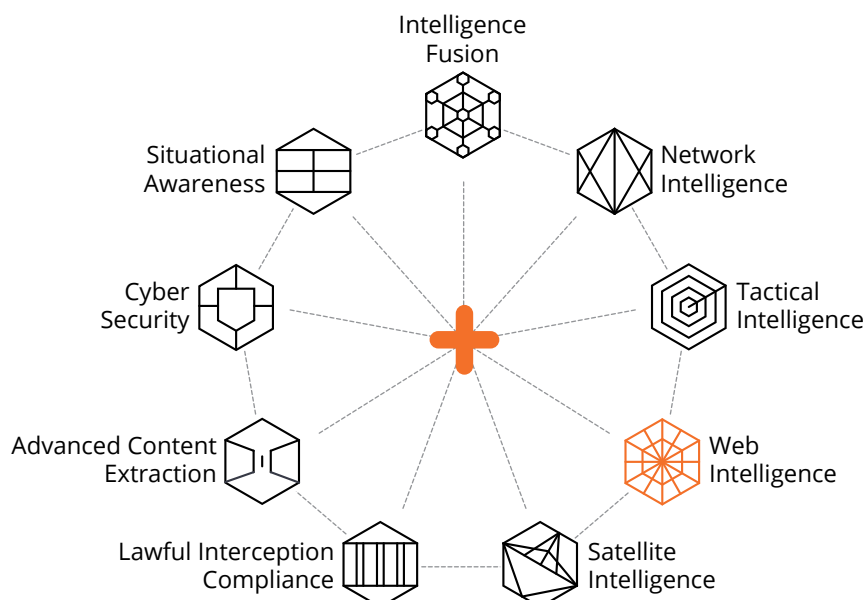 Intelligence
Fusion
Situational
Awareness
Network
Intelligence
Cyber
Security
Tactical
Intelligence
Advanced Content
Extraction
Web
Intelligence
Lawful Interception
Compliance
Satellite
Intelligence